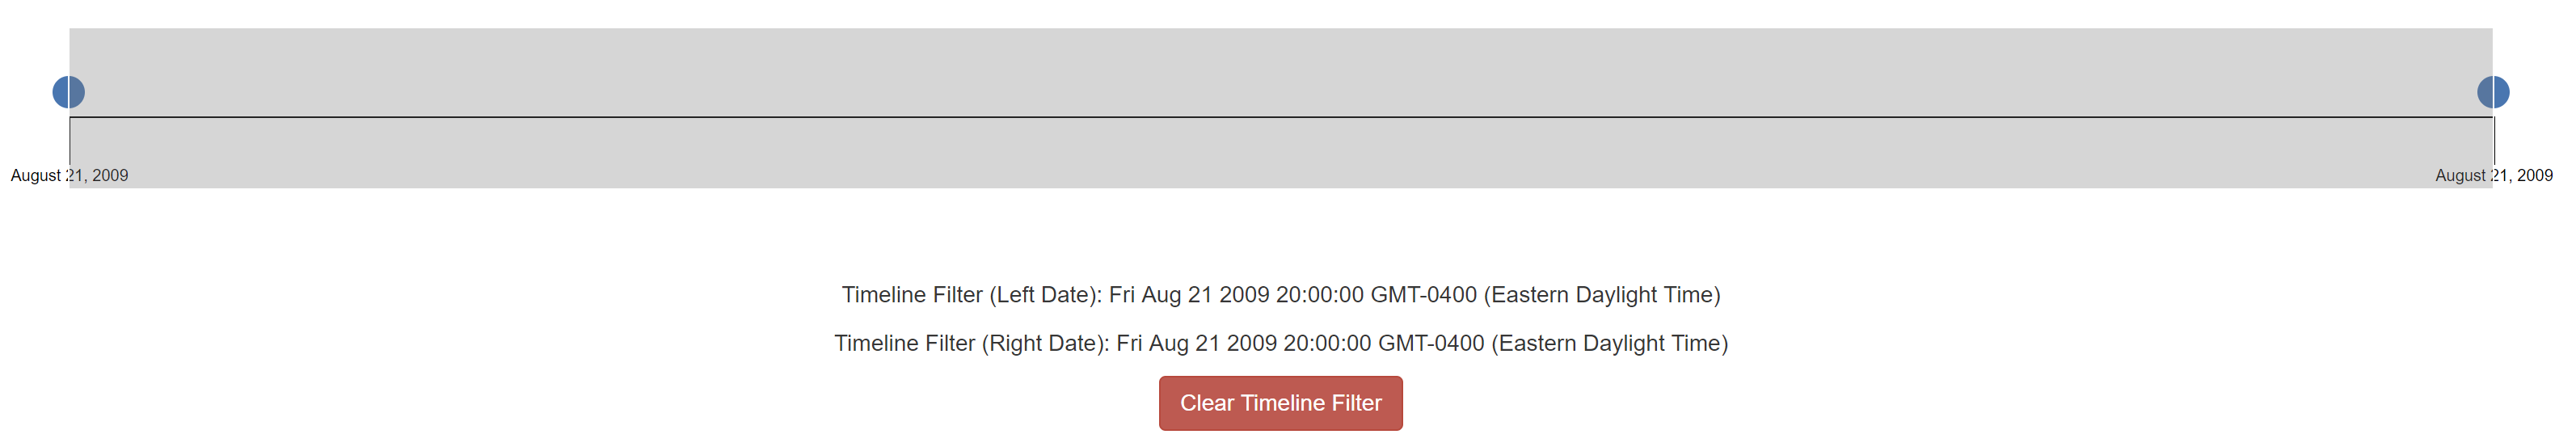 August 21, 2009
August 21, 2009
Timeline Filter (Left Date): Fri Aug 21 2009 20:00:00 GMT-0400 (Eastern Daylight Time)
Timeline Filter (Right Date): Fri Aug 21 2009 20:00:00 GMT-0400 (Eastern Daylight Time)
Clear Timeline Filter